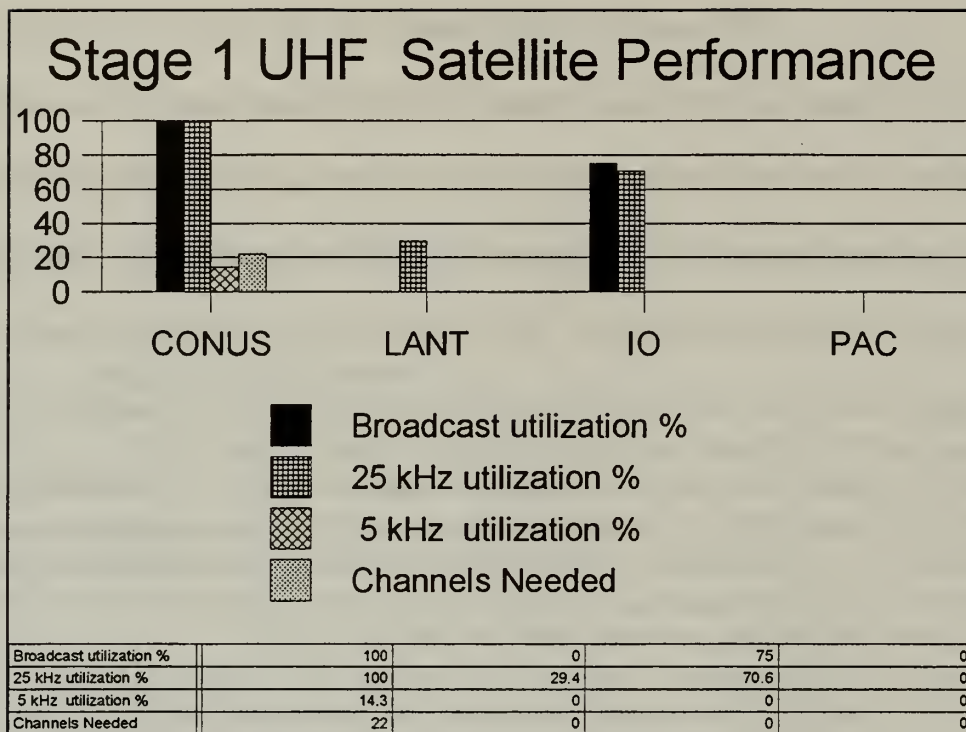 Stage 1 UHF Satellite Performance
100
80
60
40
20
0
CONUS LANT IO PAC
Broadcast utilization %
25 kHz utilization %
5 kHz utilization %
Channels Needed
Broadcast utilization % 100 0 75 0
25 kHz utilization % 100 29.4 70.6 0
5 kHz utilization % 14.3 0 0 0
Channels Needed 22 0 0 0